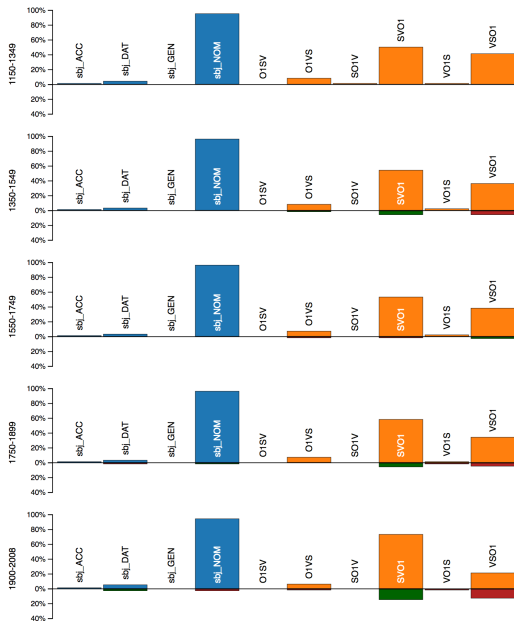 1150-1349
100%
80%
60%
40%
20%
0%
20%
40%
sbj_ACC
sbj_DAT
sbj_GEN
sbj_NOM
O1SV
O1VS
SO1V
SVO1
VO1S
VSO1
1350-1549
100%
80%
60%
40%
20%
0%
20%
40%
sbj_ACC
sbj_DAT
sbj_GEN
sbj_NOM
O1SV
O1VS
SO1V
SVO1
VO1S
VSO1
1550-1749
100%
80%
60%
40%
20%
0%
20%
40%
sbj_ACC
sbj_DAT
sbj_GEN
sbj_NOM
O1SV
O1VS
SO1V
SVO1
VO1S
VSO1
1750-1899
100%
80%
60%
40%
20%
0%
20%
40%
sbj_ACC
sbj_DAT
sbj_GEN
sbj_NOM
O1SV
O1VS
SO1V
SVO1
VO1S
VSO1
1900-2008
100%
80%
60%
40%
20%
0%
20%
40%
sbj_ACC
sbj_DAT
sbj_GEN
sbj_NOM
O1SV
O1VS
SO1V
SVO1
VO1S
VSO1